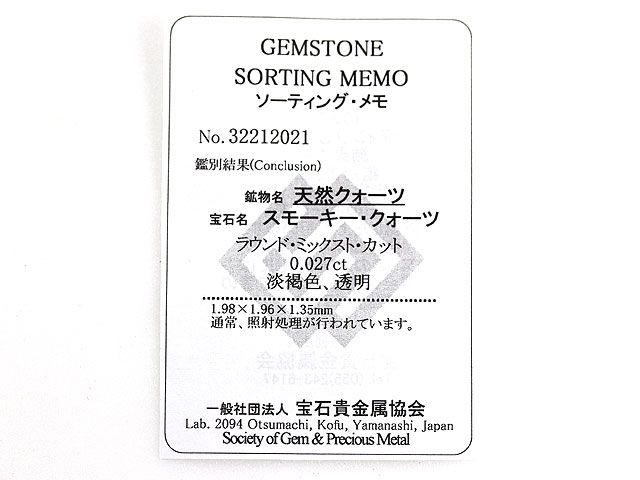 GEMSTONE
SORTING MEMO
ソーティング・メモ
No. 32212021
鑑別結果(Conclusion)
鉱物名 天然クォーツ
宝石名 スモーキー・クォーツ
ラウンド・ミックスト・カット
0.027ct
淡褐色、透明
1.98×1.96×1.35mm
通常、照射処理が行われています。
一般社団法人 宝石貴金属協会
Lab. 2094 Otsumachi, Kofu, Yamanashi, Japan
Society of Gem & Precious Metal